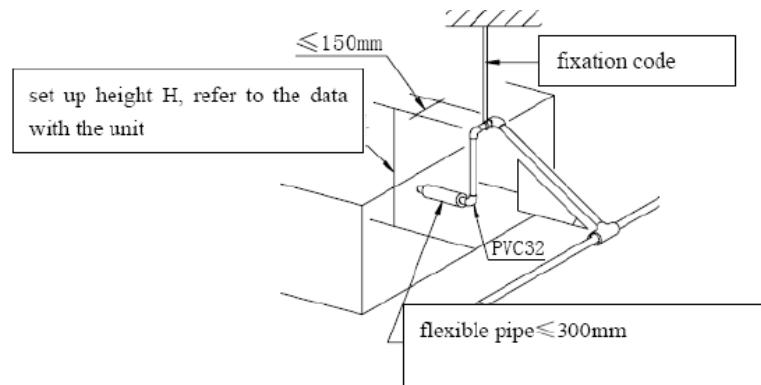 ≤150mm
fixation code
set up height H, refer to the data
with the unit
PVC32
flexible pipe≤300mm